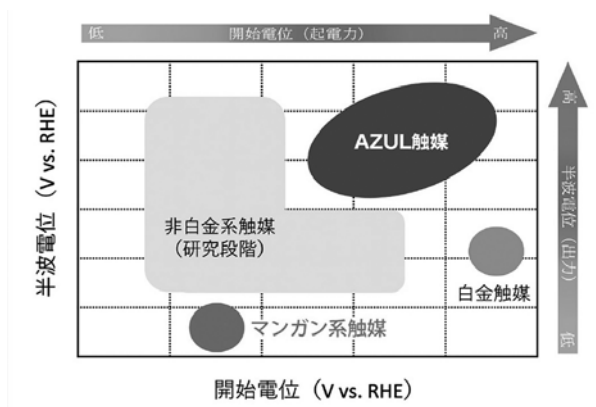 低 開始電位（起電力） 高
半波電位（V vs. RHE）
AZUL触媒
非白金系触媒
（研究段階）
白金触媒
マンガン系触媒
高 半波電位（出力） 低
開始電位（V vs. RHE）